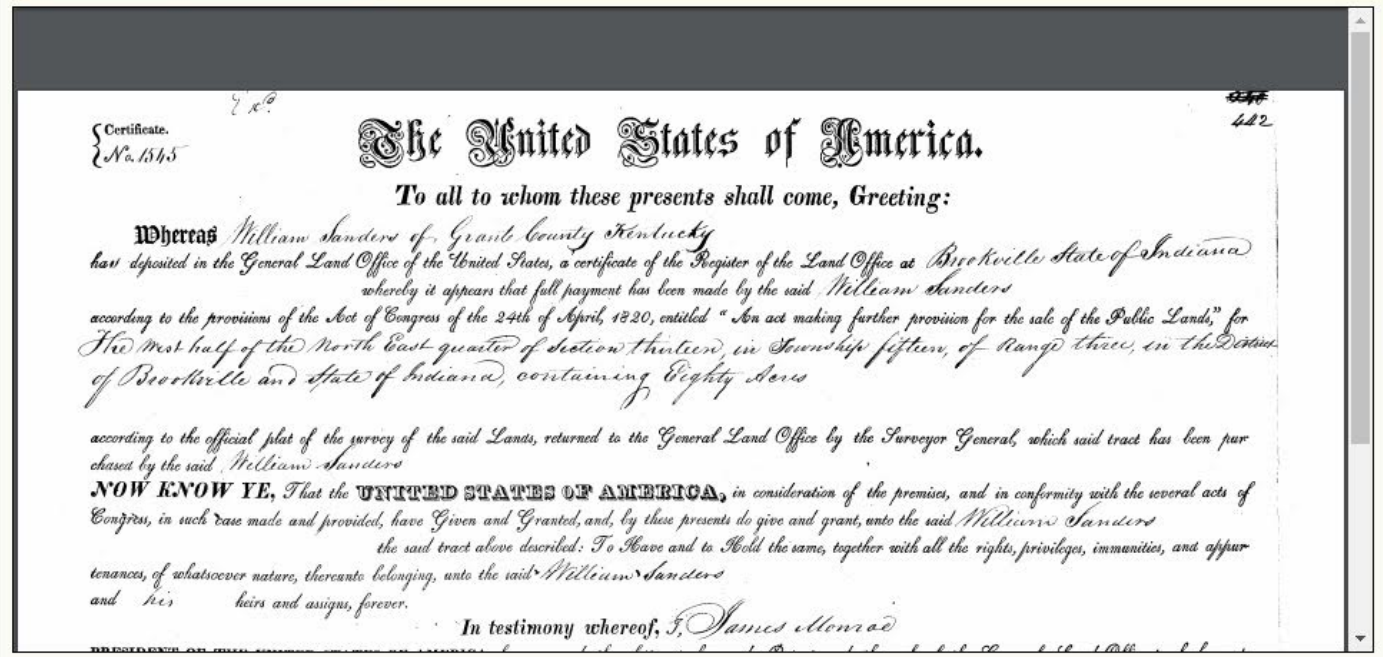 442
Certificate.
No. 1545
The United States of America.
To all to whom these presents shall come, Greeting:
Whereas William Sanders of Grant County Kentucky
has deposited in the General Land Office of the United States, a certificate of the Register of the Land Office at Brookville State of Indiana
whereby it appears that full payment has been made by the said William Sanders
according to the provisions of the Act of Congress of the 24th of April, 1820, entitled “An act making further provision for the sale of the Public Lands,” for
The West half of the North East quarter of Section thirteen, in Township fifteen, of Range three, in the District
of Brookville and State of Indiana, containing Eighty Acres
according to the official plat of the survey of the said Lands, returned to the General Land Office by the Surveyor General, which said tract has been pur
chased by the said William Sanders
NOW KNOW YE, That the UNITED STATES OF AMERICA, in consideration of the premises, and in conformity with the several acts of
Congress, in such case made and provided, have Given and Granted, and, by these presents do give and grant, unto the said William Sanders
the said tract above described: To Have and to Hold the same, together with all the rights, privileges, immunities, and appur
tenances, of whatsoever nature, thereunto belonging, unto the said William Sanders
and his heirs and assigns, forever.
In testimony whereof, I, James Monroe
PRESIDENT OF THE UNITED STATES OF AMERICA